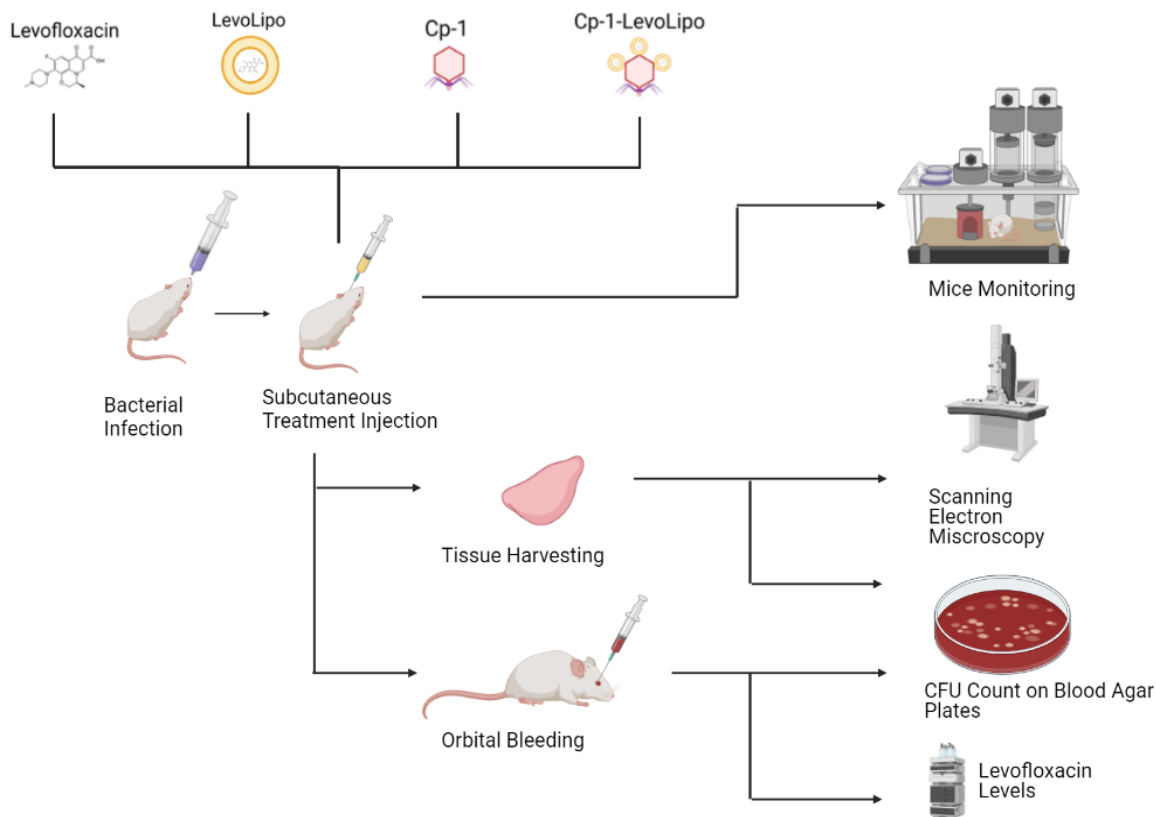 Levofloxacin
LevoLipo
Cp-1
Cp-1-LevoLipo
Mice Monitoring
Bacterial
Infection
Subcutaneous
Treatment Injection
Scanning
Electron
Miscroscopy
Tissue Harvesting
CFU Count on Blood Agar
Plates
Orbital Bleeding
Levofloxacin
Levels